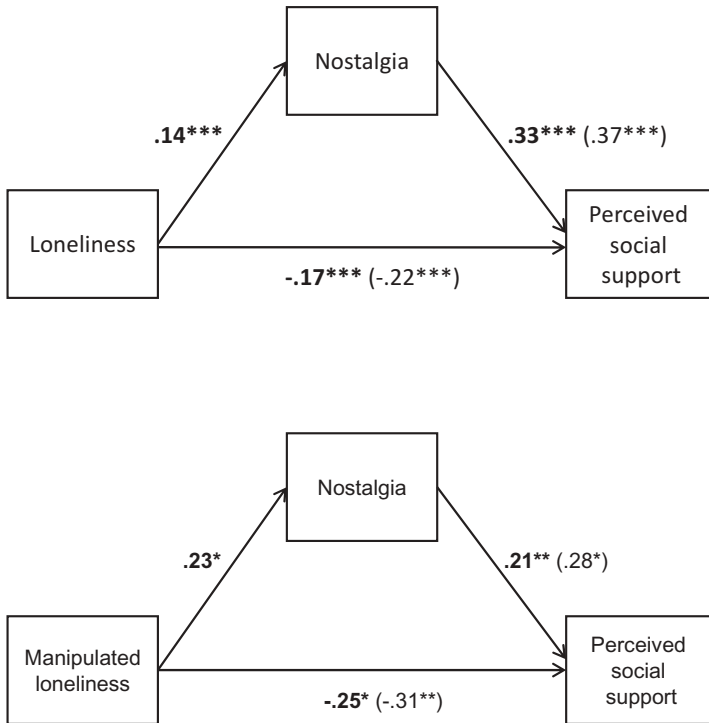 Nostalgia
.14***
.33*** (.37***)
Loneliness
Perceived
social
support
-.17*** (-.22***)
Nostalgia
.23*
.21** (.28*)
Manipulated
loneliness
Perceived
social
support
-.25* (-.31**)